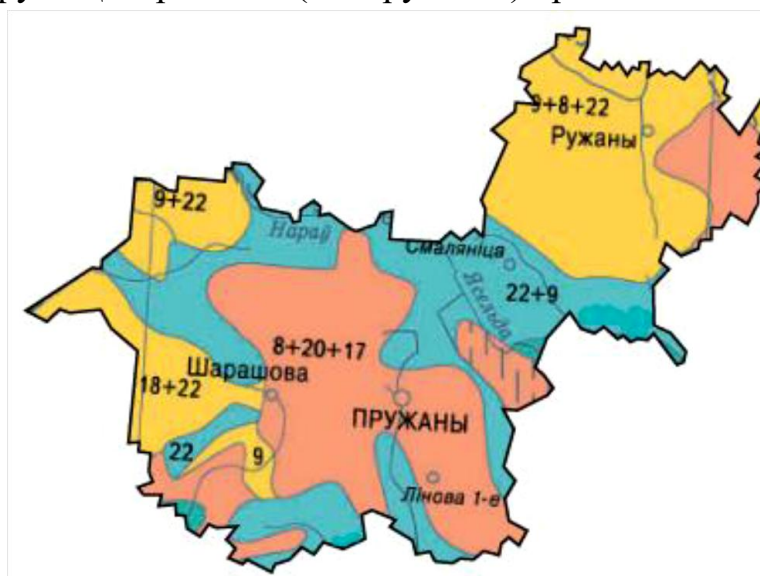 9+8+22
Ружаны
9+22
Нараў
Смаляніца
Ясельда
22+9
8+20+17
Шарашова
18+22
ПРУЖАНЫ
22
9
Лінова 1-е